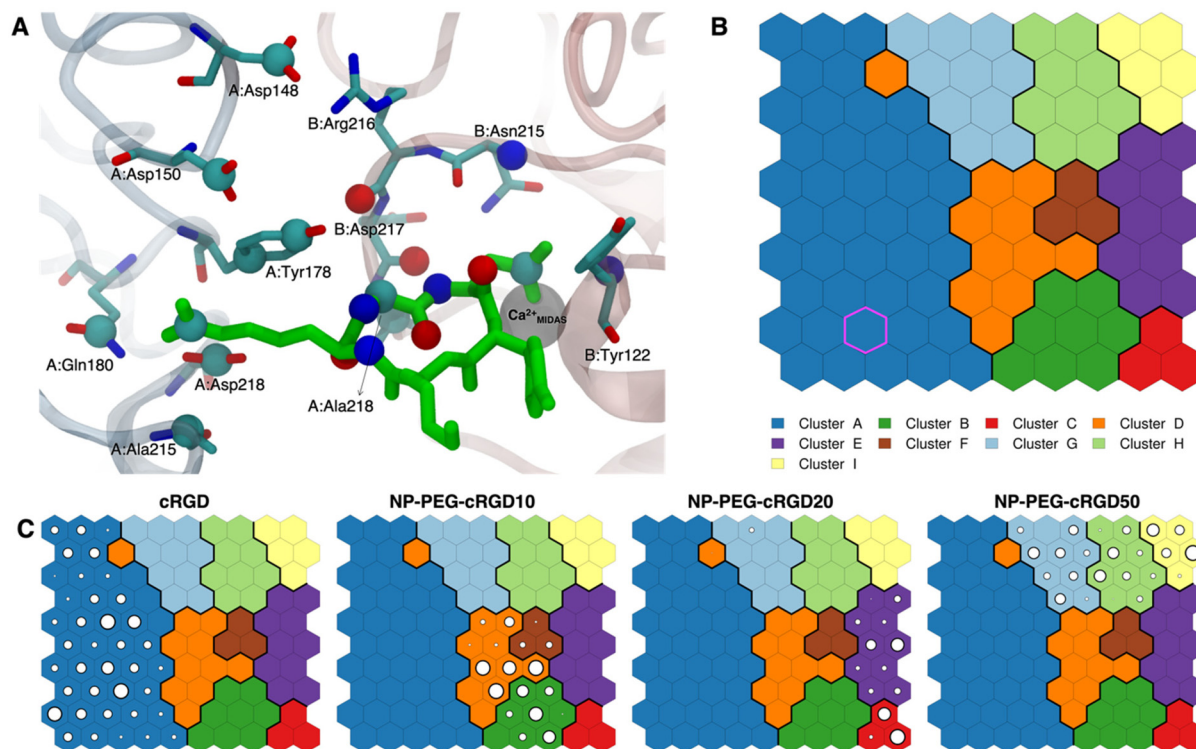 A
A:Asp148
B:Arg216
B:Asn215
A:Asp150
B:Asp217
A:Tyr178
Ca²⁺MIDAS
A:Gln180
B:Tyr122
A:Asp218
A:Ala218
A:Ala215
B
Cluster A
Cluster B
Cluster C
Cluster D
Cluster E
Cluster F
Cluster G
Cluster H
Cluster I
C
cRGD
NP-PEG-cRGD10
NP-PEG-cRGD20
NP-PEG-cRGD50